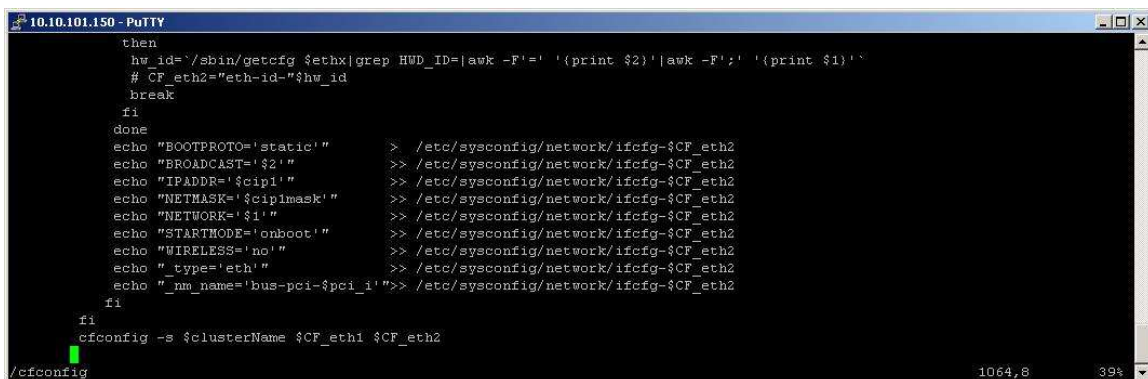 10.10.101.150 - PuTTY
then
hw_id=`/sbin/getcfg $ethx|grep HWD_ID=|awk -F'=' '{print $2}'|awk -F';' '{print $1}'`
# CF_eth2="eth-id-"$hw_id
break
fi
done
echo "BOOTPROTO='static'" > /etc/sysconfig/network/ifcfg-$CF_eth2
echo "BROADCAST='$2'" >> /etc/sysconfig/network/ifcfg-$CF_eth2
echo "IPADDR='$cip1'" >> /etc/sysconfig/network/ifcfg-$CF_eth2
echo "NETMASK='$cip1mask'" >> /etc/sysconfig/network/ifcfg-$CF_eth2
echo "NETWORK='$1'" >> /etc/sysconfig/network/ifcfg-$CF_eth2
echo "STARTMODE='onboot'" >> /etc/sysconfig/network/ifcfg-$CF_eth2
echo "WIRELESS='no'" >> /etc/sysconfig/network/ifcfg-$CF_eth2
echo "_type='eth'" >> /etc/sysconfig/network/ifcfg-$CF_eth2
echo "_nm_name='bus-pci-$pci_i'">> /etc/sysconfig/network/ifcfg-$CF_eth2
fi
fi
cfconfig -s $clusterName $CF_eth1 $CF_eth2
/cfconfig 1064,8 39%